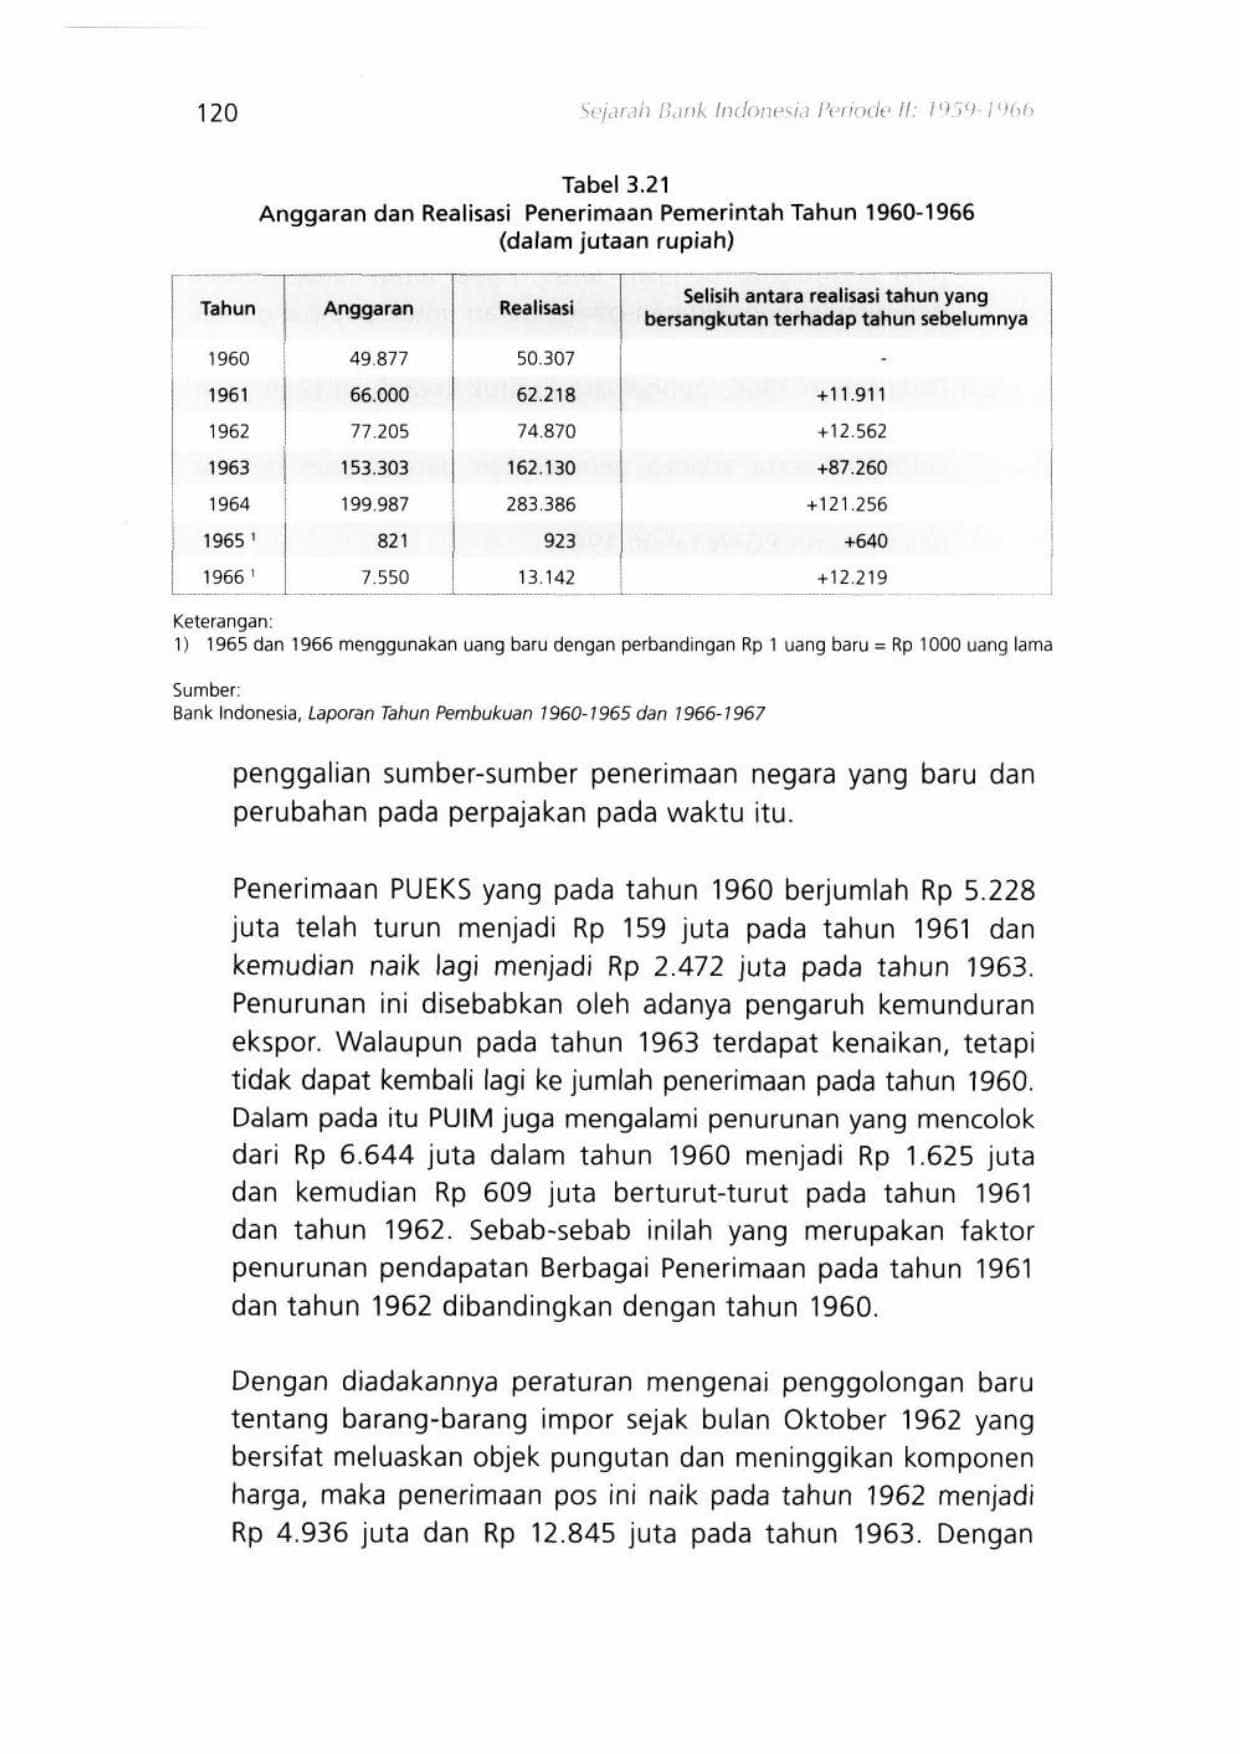 120
Sejarah Bank Indonesia Periode II: 1959-1966
Tabel 3.21
Anggaran dan Realisasi Penerimaan Pemerintah Tahun 1960-1966
(dalam jutaan rupiah)
Tahun Anggaran Realisasi Selisih antara realisasi tahun yang
bersangkutan terhadap tahun sebelumnya
1960 49.877 50.307 -
1961 66.000 62.218 +11.911
1962 77.205 74.870 +12.562
1963 153.303 162.130 +87.260
1964 199.987 283.386 +121.256
1965 ¹ 821 923 +640
1966 ¹ 7.550 13.142 +12.219
Keterangan:
1) 1965 dan 1966 menggunakan uang baru dengan perbandingan Rp 1 uang baru = Rp 1000 uang lama
Sumber:
Bank Indonesia, Laporan Tahun Pembukuan 1960-1965 dan 1966-1967
penggalian sumber-sumber penerimaan negara yang baru dan
perubahan pada perpajakan pada waktu itu.
Penerimaan PUEKS yang pada tahun 1960 berjumlah Rp 5.228
juta telah turun menjadi Rp 159 juta pada tahun 1961 dan
kemudian naik lagi menjadi Rp 2.472 juta pada tahun 1963.
Penurunan ini disebabkan oleh adanya pengaruh kemunduran
ekspor. Walaupun pada tahun 1963 terdapat kenaikan, tetapi
tidak dapat kembali lagi ke jumlah penerimaan pada tahun 1960.
Dalam pada itu PUIM juga mengalami penurunan yang mencolok
dari Rp 6.644 juta dalam tahun 1960 menjadi Rp 1.625 juta
dan kemudian Rp 609 juta berturut-turut pada tahun 1961
dan tahun 1962. Sebab-sebab inilah yang merupakan faktor
penurunan pendapatan Berbagai Penerimaan pada tahun 1961
dan tahun 1962 dibandingkan dengan tahun 1960.
Dengan diadakannya peraturan mengenai penggolongan baru
tentang barang-barang impor sejak bulan Oktober 1962 yang
bersifat meluaskan objek pungutan dan meninggikan komponen
harga, maka penerimaan pos ini naik pada tahun 1962 menjadi
Rp 4.936 juta dan Rp 12.845 juta pada tahun 1963. Dengan